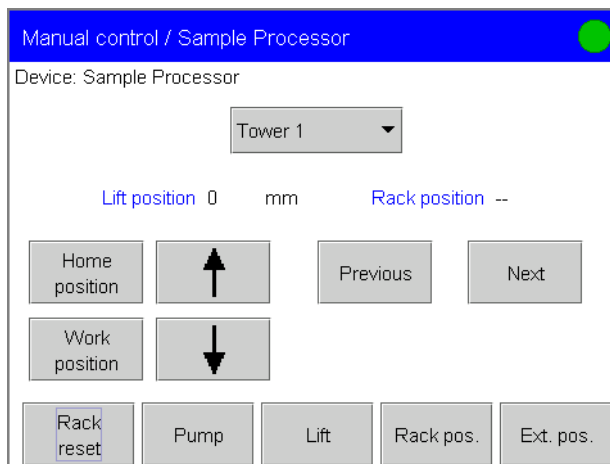 Manual control / Sample Processor
Device: Sample Processor
Tower 1
Lift position 0 mm Rack position --
Home
position
Previous Next
Work
position
Rack
reset
Pump Lift Rack pos. Ext. pos.